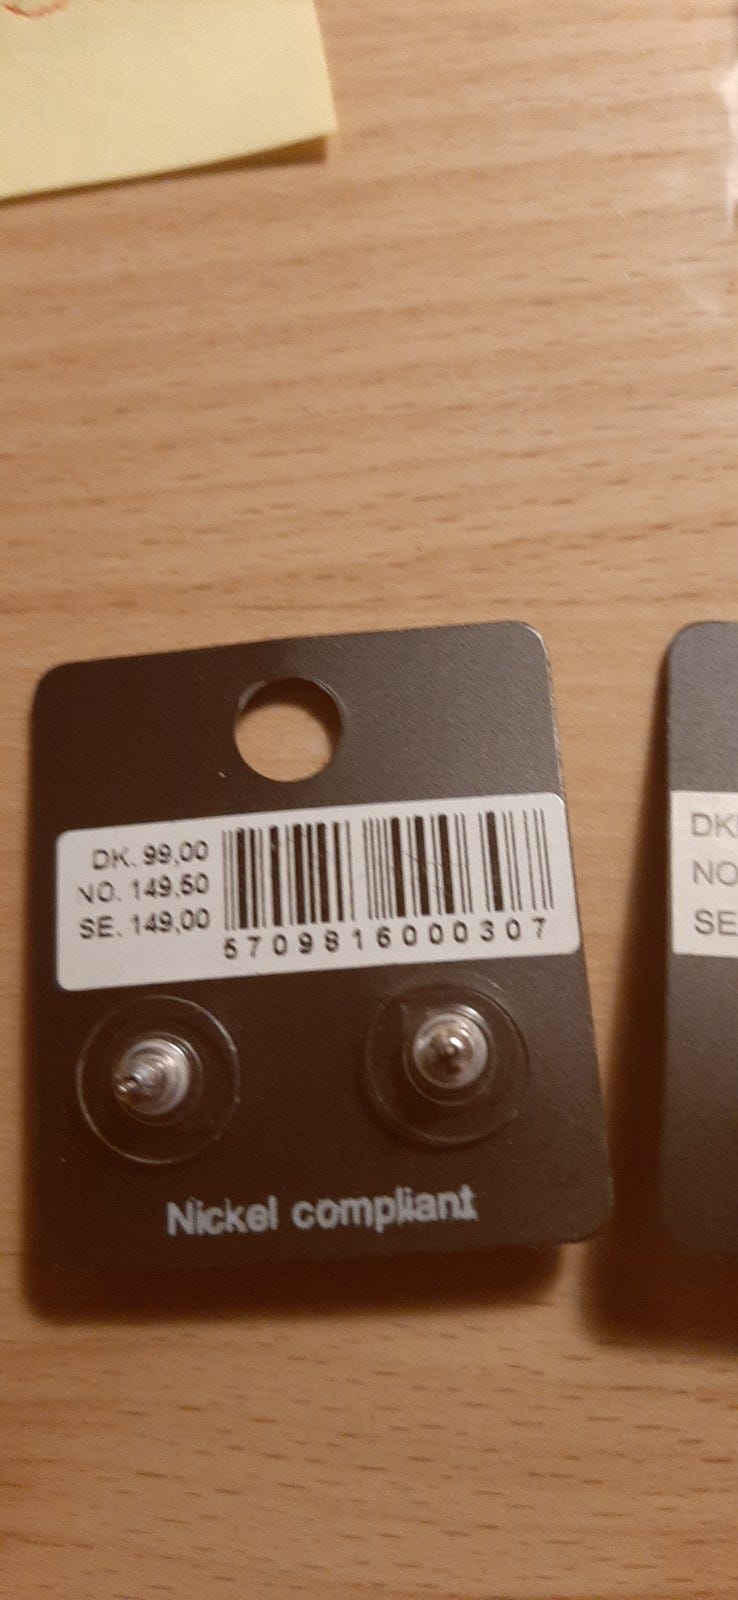 DK. 99,00
NO. 149,50
SE. 149,00
5709816000307
Nickel compliant
DK
NO
SE